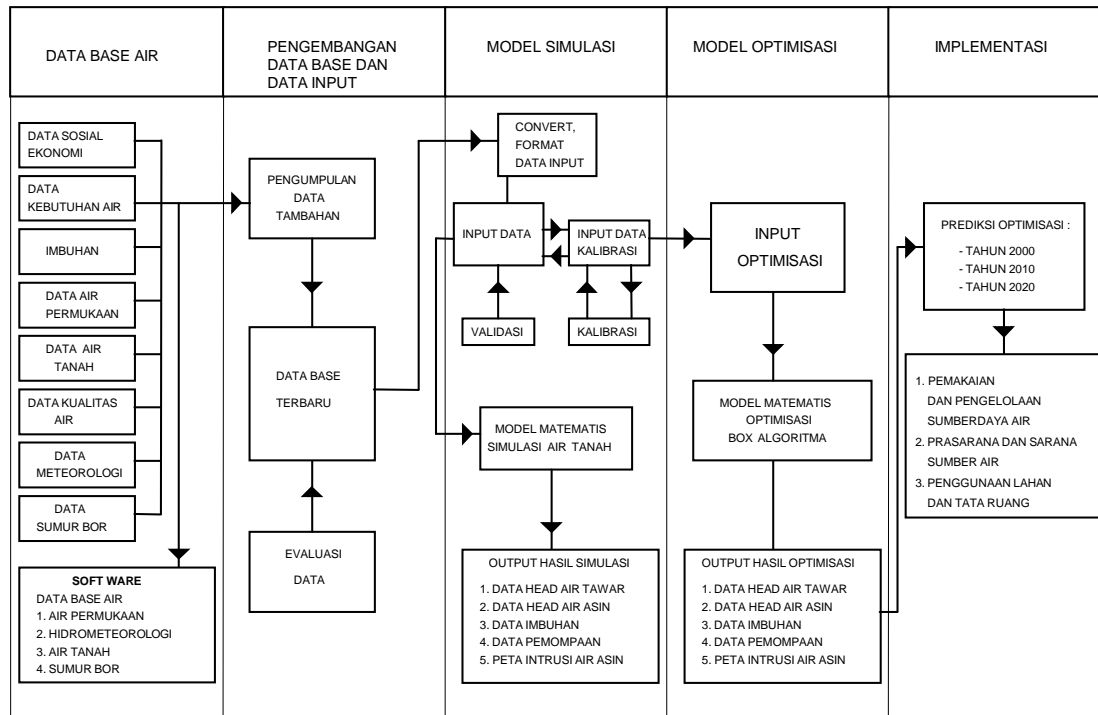 DATA BASE AIR
PENGEMBANGAN
DATA BASE DAN
DATA INPUT
MODEL SIMULASI
MODEL OPTIMISASI
IMPLEMENTASI
DATA SOSIAL
EKONOMI
DATA
KEBUTUHAN AIR
IMBUHAN
DATA AIR
PERMUKAAN
DATA AIR
TANAH
DATA KUALITAS
AIR
DATA
METEOROLOGI
DATA
SUMUR BOR
SOFT WARE
DATA BASE AIR
1. AIR PERMUKAAN
2. HIDROMETEOROLOGI
3. AIR TANAH
4. SUMUR BOR
PENGUMPULAN
DATA
TAMBAHAN
DATA BASE
TERBARU
EVALUASI
DATA
CONVERT,
FORMAT
DATA INPUT
INPUT DATA
INPUT DATA
KALIBRASI
VALIDASI
KALIBRASI
MODEL MATEMATIS
SIMULASI AIR TANAH
OUTPUT HASIL SIMULASI
1. DATA HEAD AIR TAWAR
2. DATA HEAD AIR ASIN
3. DATA IMBUHAN
4. DATA PEMOMPAAN
5. PETA INTRUSI AIR ASIN
INPUT
OPTIMISASI
MODEL MATEMATIS
OPTIMISASI
BOX ALGORITMA
OUTPUT HASIL OPTIMISASI
1. DATA HEAD AIR TAWAR
2. DATA HEAD AIR ASIN
3. DATA IMBUHAN
4. DATA PEMOMPAAN
5. PETA INTRUSI AIR ASIN
PREDIKSI OPTIMISASI :
- TAHUN 2000
- TAHUN 2010
- TAHUN 2020
1. PEMAKAIAN
DAN PENGELOLAAN
SUMBERDAYA AIR
2. PRASARANA DAN SARANA
SUMBER AIR
3. PENGGUNAAN LAHAN
DAN TATA RUANG